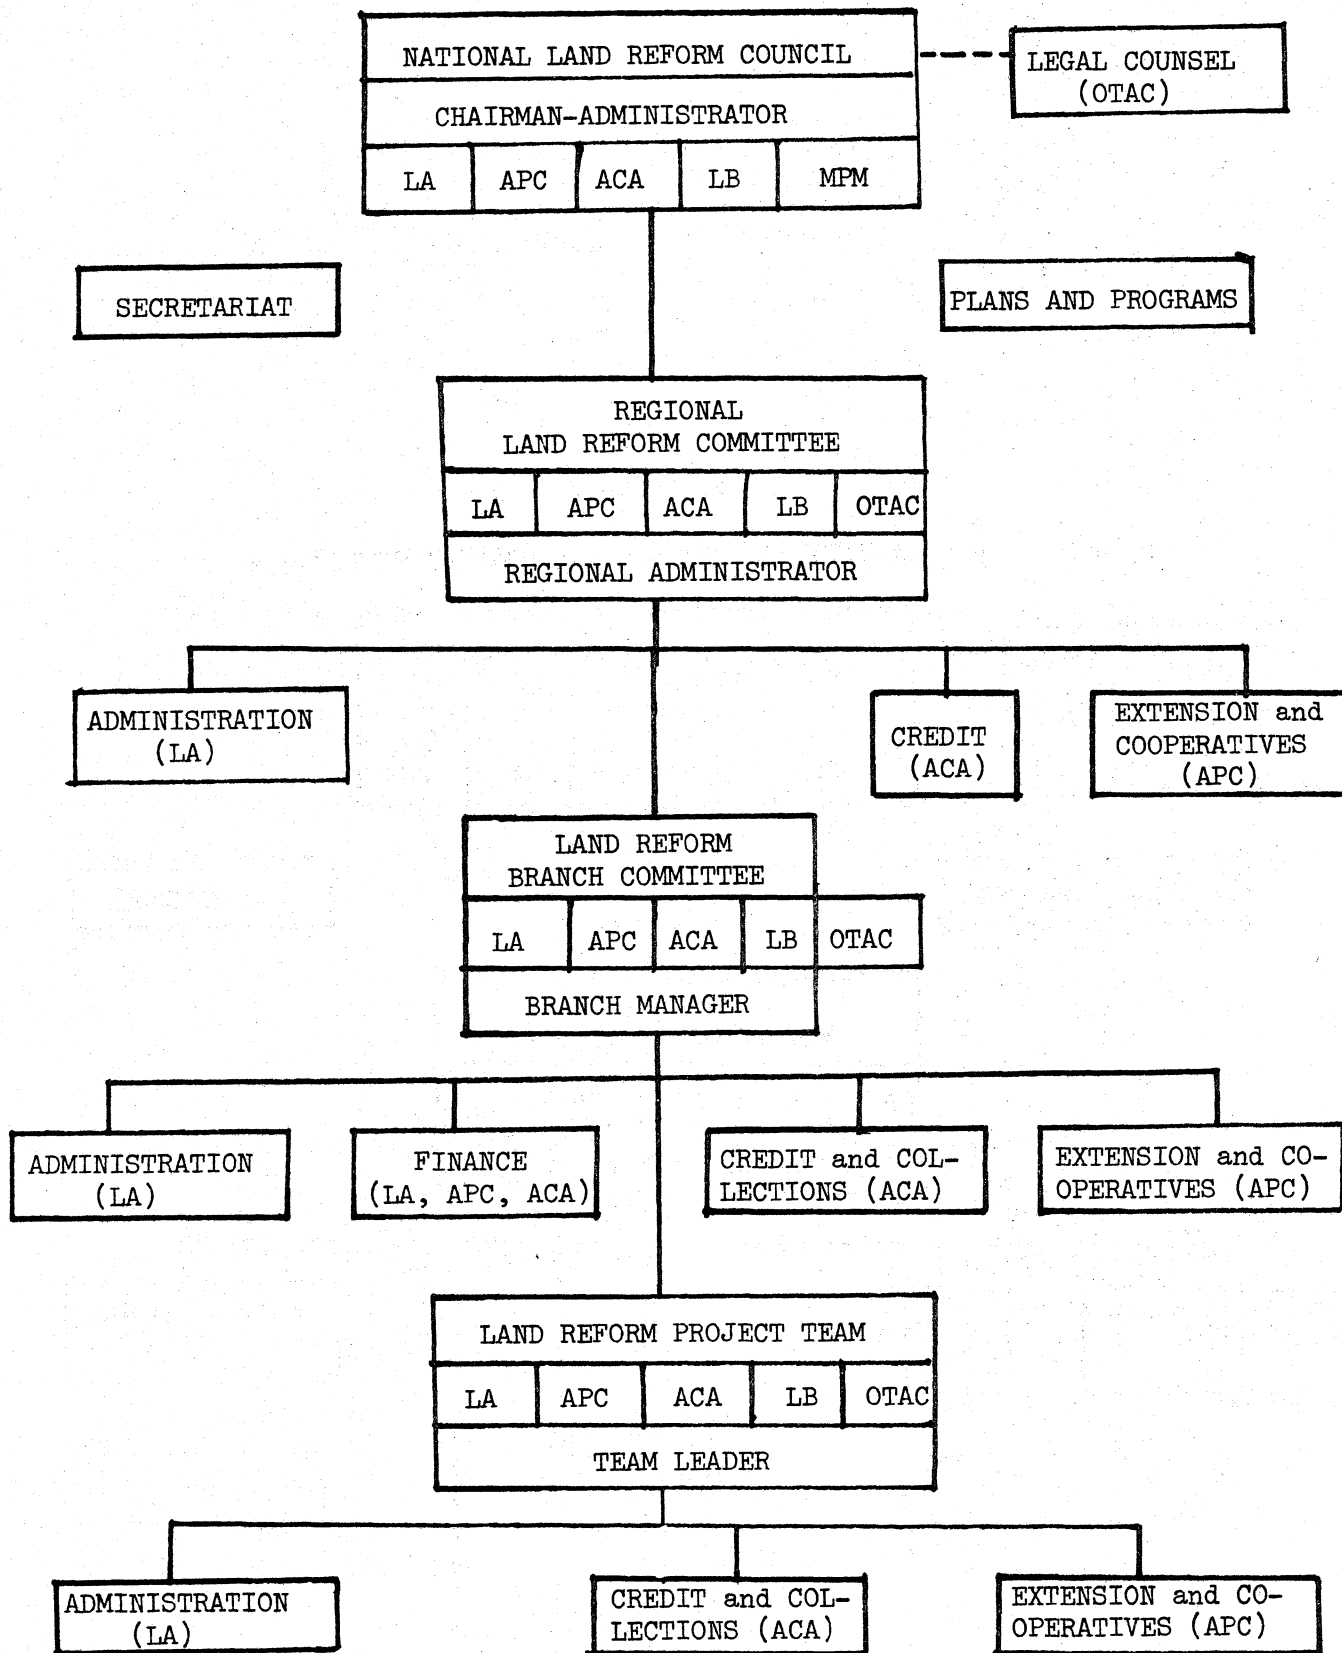 NATIONAL LAND REFORM COUNCIL
LEGAL COUNSEL
(OTAC)
CHAIRMAN-ADMINISTRATOR
LA APC ACA LB MPM
SECRETARIAT
PLANS AND PROGRAMS
REGIONAL
LAND REFORM COMMITTEE
LA APC ACA LB OTAC
REGIONAL ADMINISTRATOR
ADMINISTRATION
(LA)
CREDIT
(ACA)
EXTENSION and
COOPERATIVES
(APC)
LAND REFORM
BRANCH COMMITTEE
LA APC ACA LB OTAC
BRANCH MANAGER
ADMINISTRATION
(LA)
FINANCE
(LA, APC, ACA)
CREDIT and COL-
LECTIONS (ACA)
EXTENSION and CO-
OPERATIVES (APC)
LAND REFORM PROJECT TEAM
LA APC ACA LB OTAC
TEAM LEADER
ADMINISTRATION
(LA)
CREDIT and COL-
LECTIONS (ACA)
EXTENSION and CO-
OPERATIVES (APC)